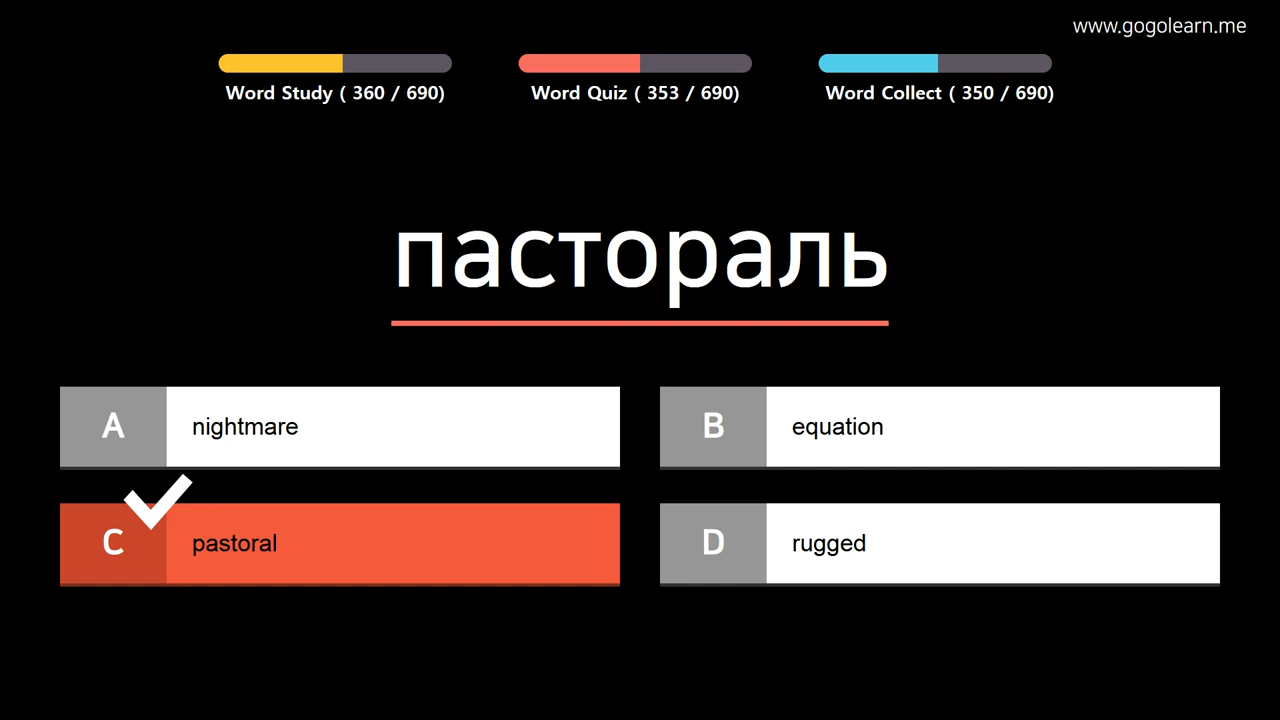 www.gogolearn.me
Word Study ( 360 / 690)
Word Quiz ( 353 / 690)
Word Collect ( 350 / 690)
пастораль
A nightmare
B equation
C pastoral
D rugged